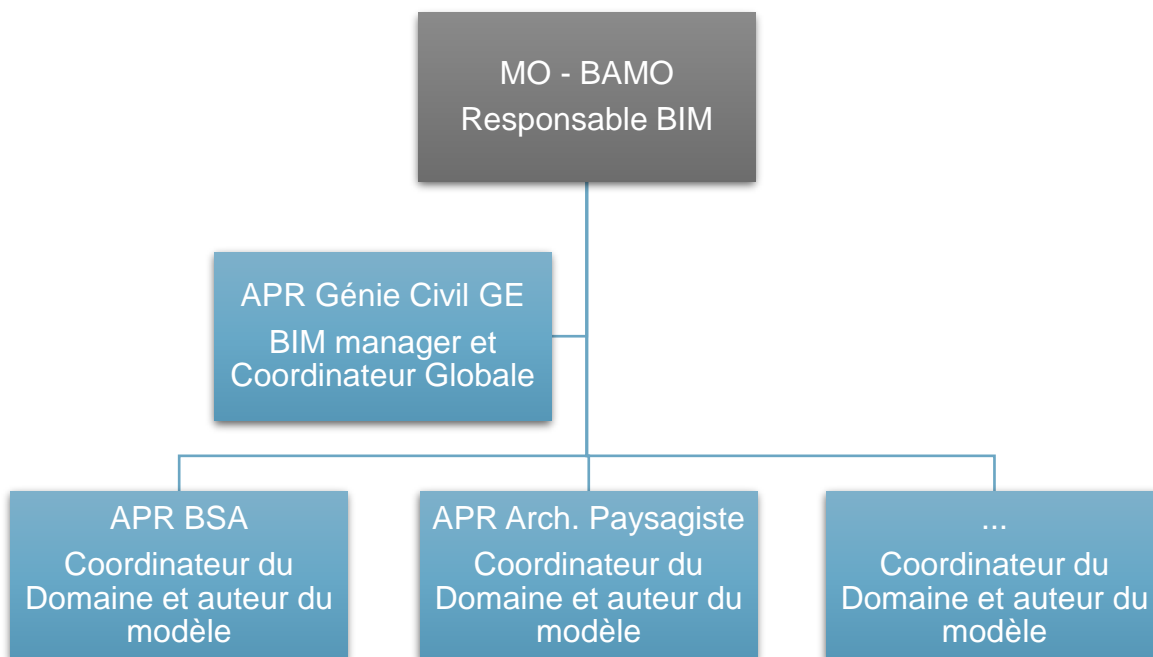 MO - BAMO
Responsable BIM
APR Génie Civil GE
BIM manager et
Coordinateur Globale
APR BSA
Coordinateur du
Domaine et auteur du
modèle
APR Arch. Paysagiste
Coordinateur du
Domaine et auteur du
modèle
...
Coordinateur du
Domaine et auteur du
modèle